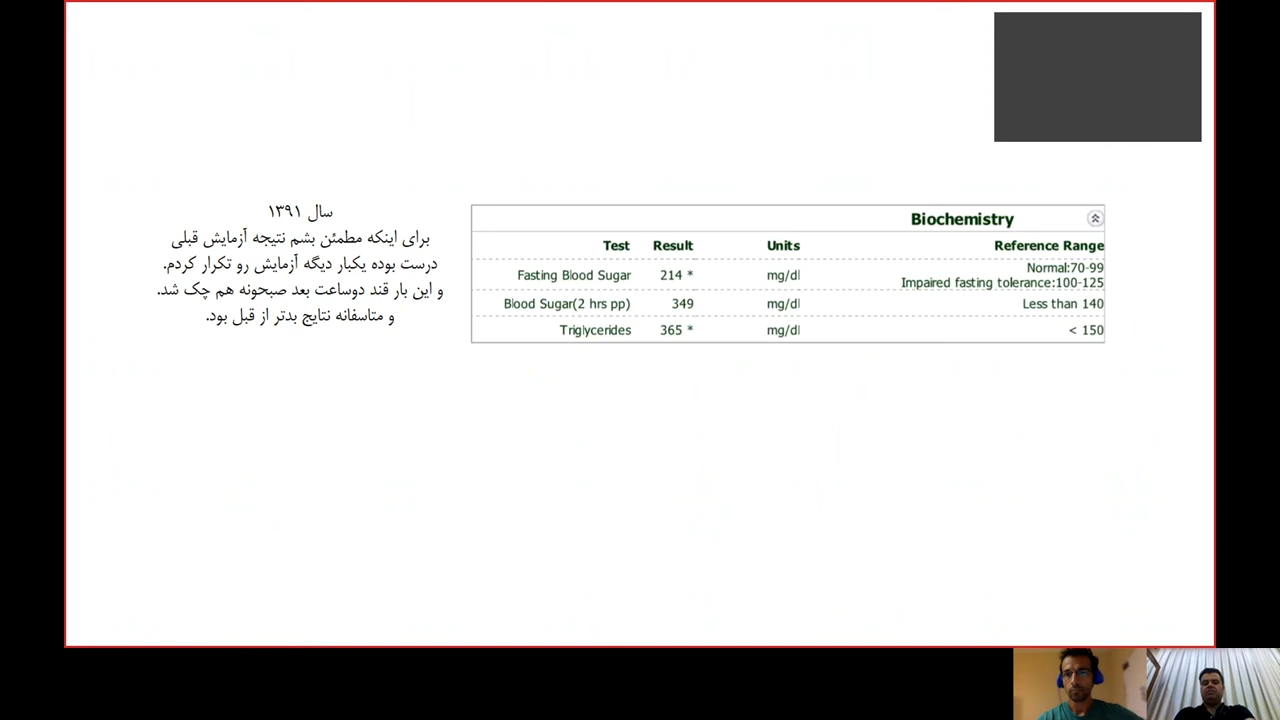 سال ۱۳۹۱
برای اینکه مطمئن بشم نتیجه آزمایش قبلی
درست بوده یکبار دیگه آزمایش رو تکرار کردم.
و این بار قند دوساعت بعد صبحونه هم چک شد.
و متاسفانه نتایج بدتر از قبل بود.
Biochemistry
Test Result Units Reference Range
Fasting Blood Sugar 214 * mg/dl Normal:70-99
Impaired fasting tolerance:100-125
Blood Sugar(2 hrs pp) 349 mg/dl Less than 140
Triglycerides 365 * mg/dl < 150